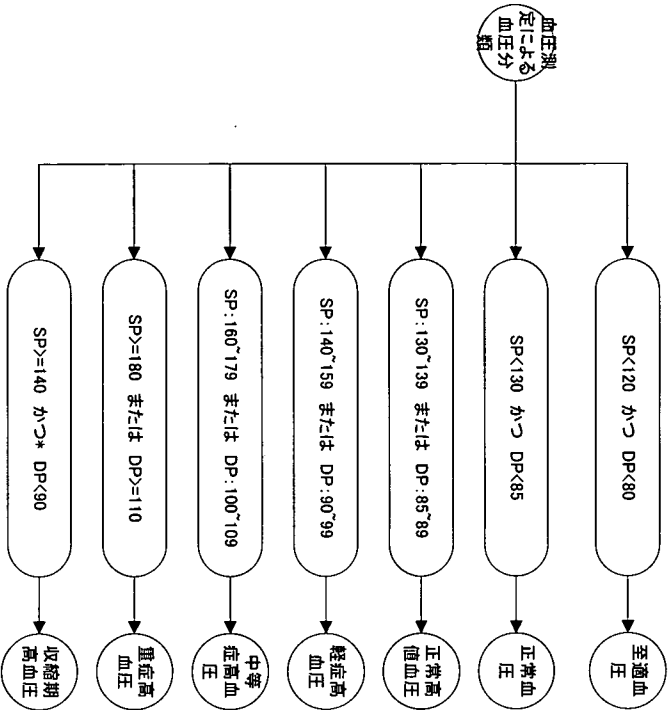 血圧測
定による
血圧分
類
SP<120 かつ DP<80
至適血
圧
SP<130 かつ DP<85
正常血
圧
SP:130~139 または DP:85~89
正常高
値血圧
SP:140~159 または DP:90~99
軽症高
血圧
SP:160~179 または DP:100~109
中等
症高血
圧
SP>=180 または DP>=110
重症高
血圧
SP>=140 かつ* DP<90
収縮期
高血圧